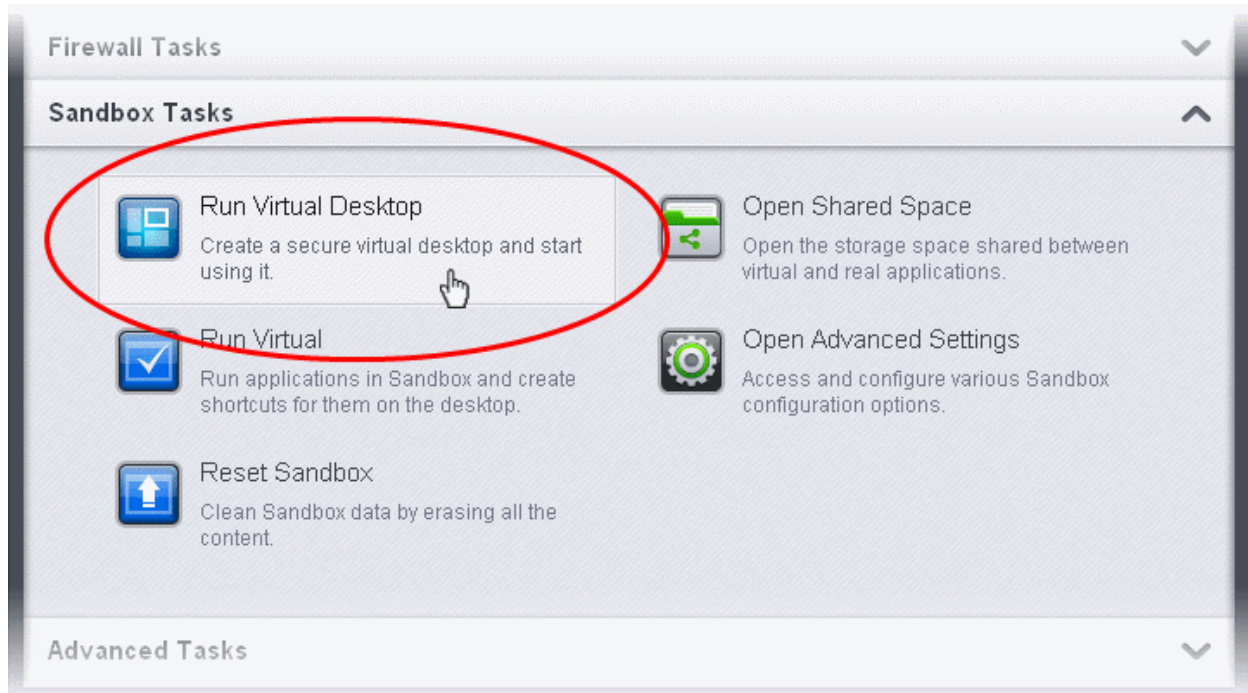 Firewall Tasks
Sandbox Tasks
Run Virtual Desktop
Create a secure virtual desktop and start
using it.
Open Shared Space
Open the storage space shared between
virtual and real applications.
Run Virtual
Run applications in Sandbox and create
shortcuts for them on the desktop.
Open Advanced Settings
Access and configure various Sandbox
configuration options.
Reset Sandbox
Clean Sandbox data by erasing all the
content.
Advanced Tasks